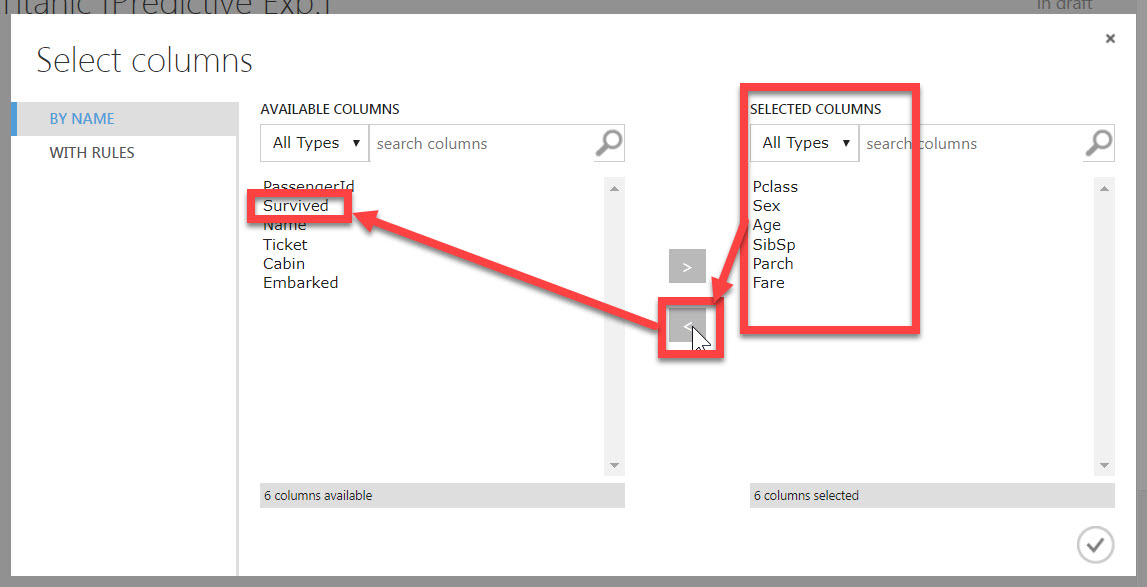 Titanic [Predictive Exp.]
In draft
Select columns
BY NAME
WITH RULES
AVAILABLE COLUMNS
All Types
search columns
PassengerId
Survived
Name
Ticket
Cabin
Embarked
6 columns available
>
<
SELECTED COLUMNS
All Types
search columns
Pclass
Sex
Age
SibSp
Parch
Fare
6 columns selected